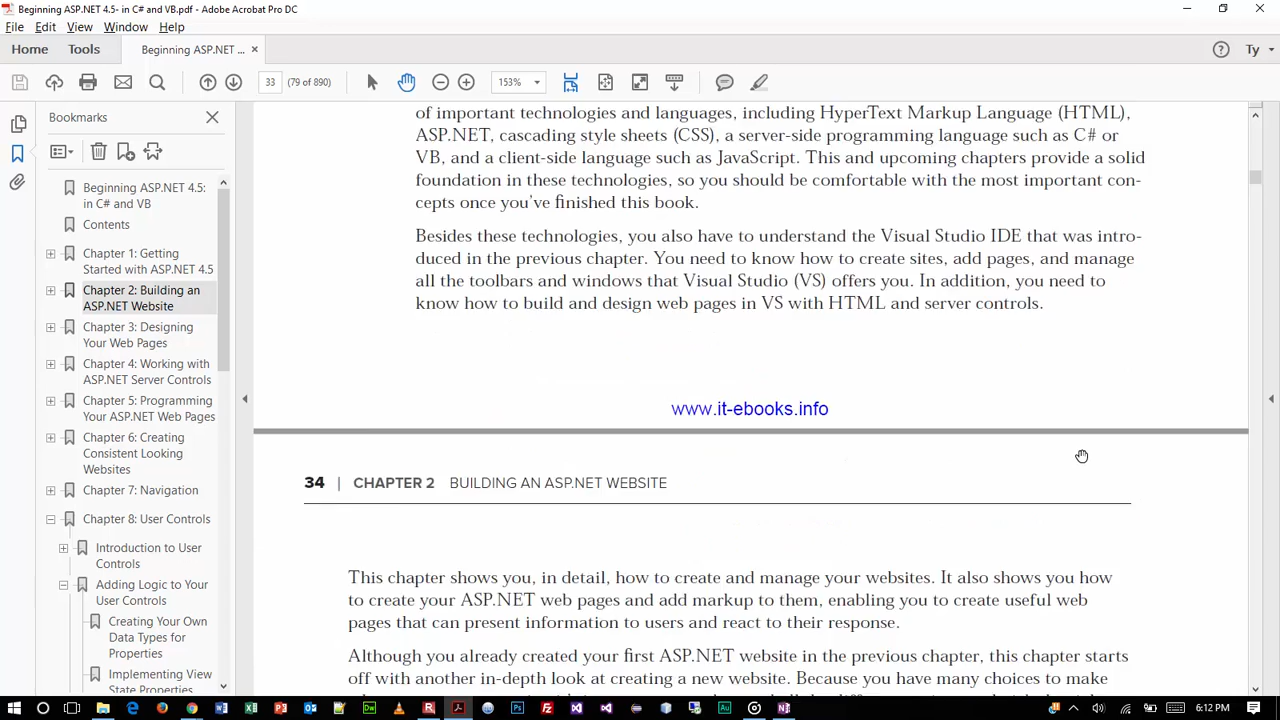 Beginning ASP.NET 4.5- in C# and VB.pdf - Adobe Acrobat Pro DC
File Edit View Window Help
Home Tools Beginning ASP.NET ... × Ty
33 (79 of 890) 153%
Bookmarks
Beginning ASP.NET 4.5:
in C# and VB
Contents
Chapter 1: Getting
Started with ASP.NET 4.5
Chapter 2: Building an
ASP.NET Website
Chapter 3: Designing
Your Web Pages
Chapter 4: Working with
ASP.NET Server Controls
Chapter 5: Programming
Your ASP.NET Web Pages
Chapter 6: Creating
Consistent Looking
Websites
Chapter 7: Navigation
Chapter 8: User Controls
Introduction to User
Controls
Adding Logic to Your
User Controls
Creating Your Own
Data Types for
Properties
Implementing View
State Properties
of important technologies and languages, including HyperText Markup Language (HTML),
ASP.NET, cascading style sheets (CSS), a server-side programming language such as C# or
VB, and a client-side language such as JavaScript. This and upcoming chapters provide a solid
foundation in these technologies, so you should be comfortable with the most important con-
cepts once you've finished this book.
Besides these technologies, you also have to understand the Visual Studio IDE that was intro-
duced in the previous chapter. You need to know how to create sites, add pages, and manage
all the toolbars and windows that Visual Studio (VS) offers you. In addition, you need to
know how to build and design web pages in VS with HTML and server controls.
www.it-ebooks.info
34 | CHAPTER 2 BUILDING AN ASP.NET WEBSITE
This chapter shows you, in detail, how to create and manage your websites. It also shows you how
to create your ASP.NET web pages and add markup to them, enabling you to create useful web
pages that can present information to users and react to their response.
Although you already created your first ASP.NET website in the previous chapter, this chapter starts
off with another in-depth look at creating a new website. Because you have many choices to make
6:12 PM